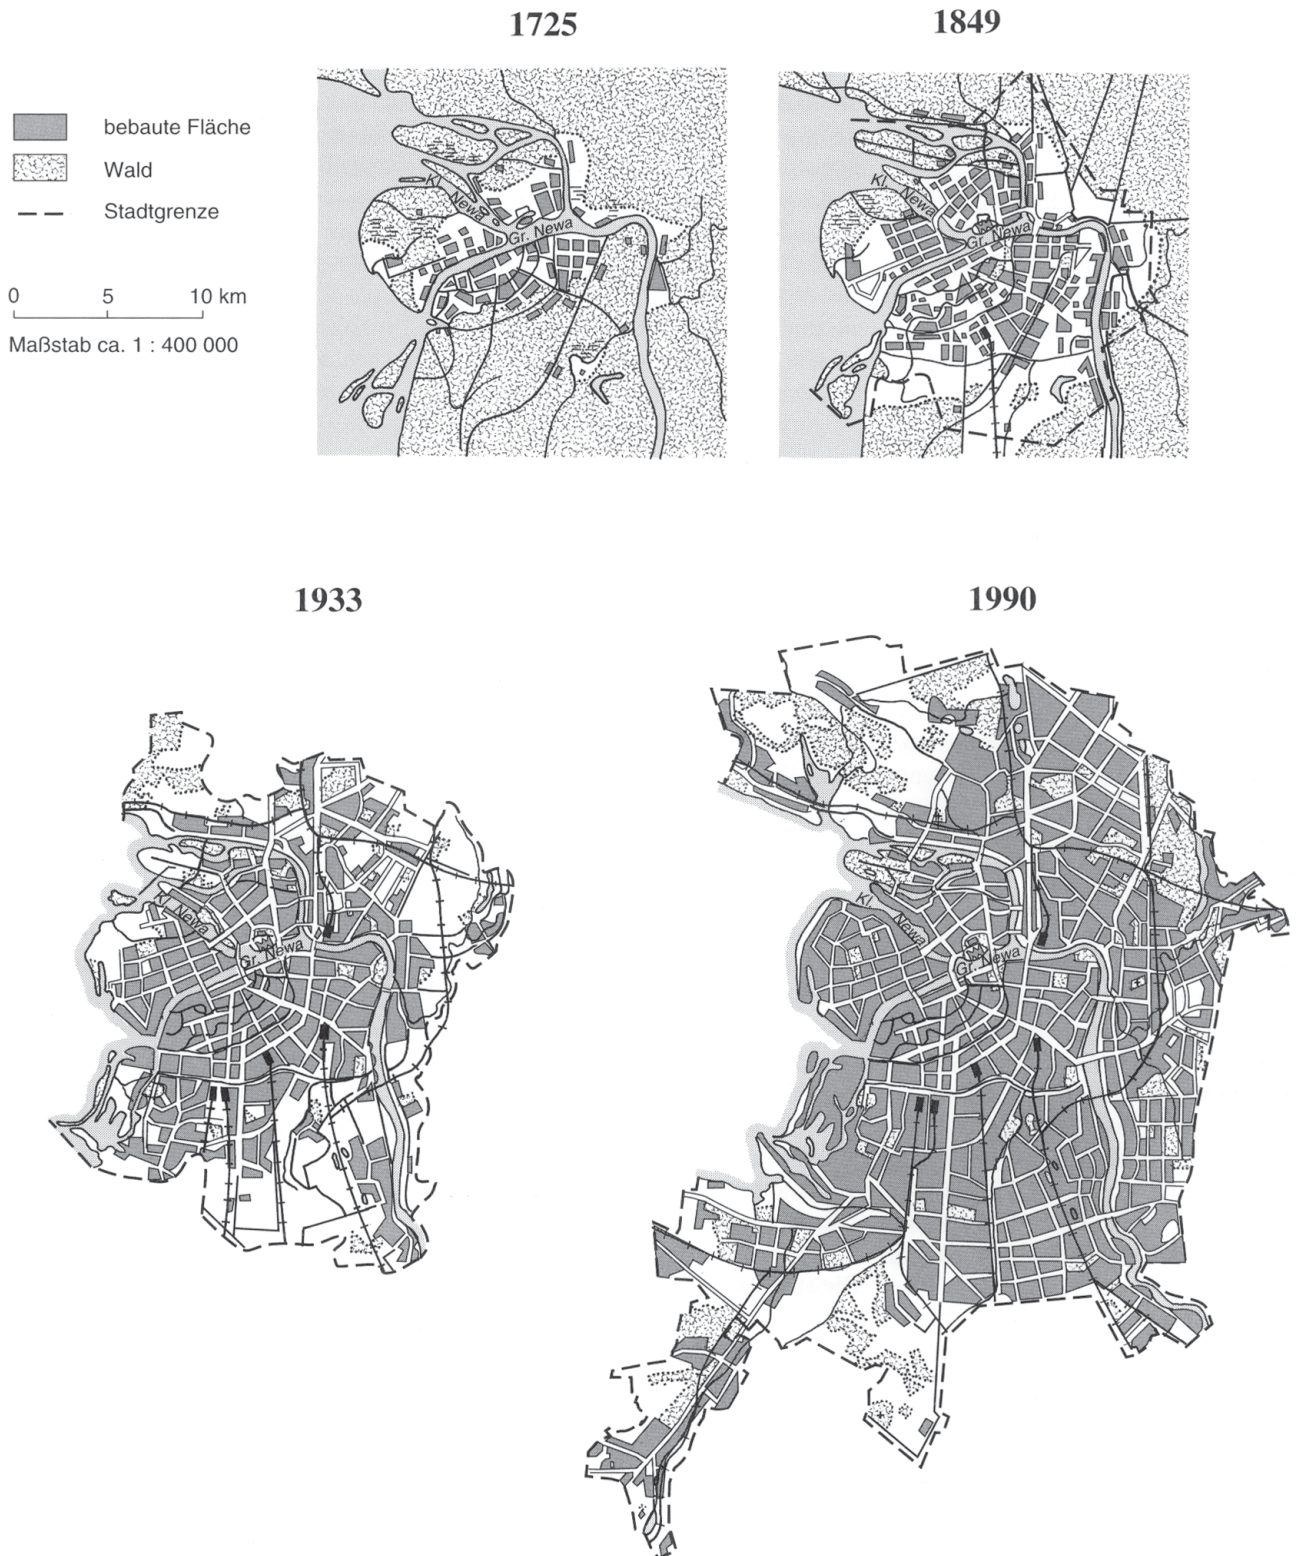 1725
1849
bebaute Fläche
Wald
Stadtgrenze
0 5 10 km
Maßstab ca. 1 : 400 000
Kl. Newa
Gr. Newa
Kl. Newa
Gr. Newa
1933
1990
Kl. Newa
Gr. Newa
Kl. Newa
Gr. Newa